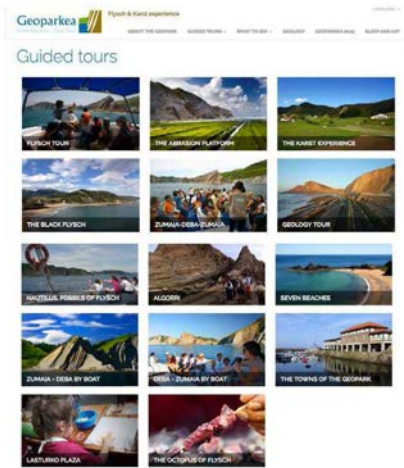 LANGUAGE
Geoparkea
Flysch & Karst experience
ABOUT THE GEOPARK GUIDED TOURS WHAT TO SEE GEOLOGY GEOPARKEA SLEEP AND EAT
Guided tours
FLYSCH TOUR
THE ABRASION PLATFORM
THE KARST EXPERIENCE
THE BLACK FLYSCH
ZUMAIA-DEBA-ZUMAIA
GEOLOGY TOUR
NAUTILUS, FOSSILS OF FLYSCH
ALGORRI
SEVEN BEACHES
ZUMAIA - DEBA BY BOAT
DEBA - ZUMAIA BY BOAT
THE TOWNS OF THE GEOPARK
LASTURKO PLAZA
THE OCTOPUS OF FLYSCH